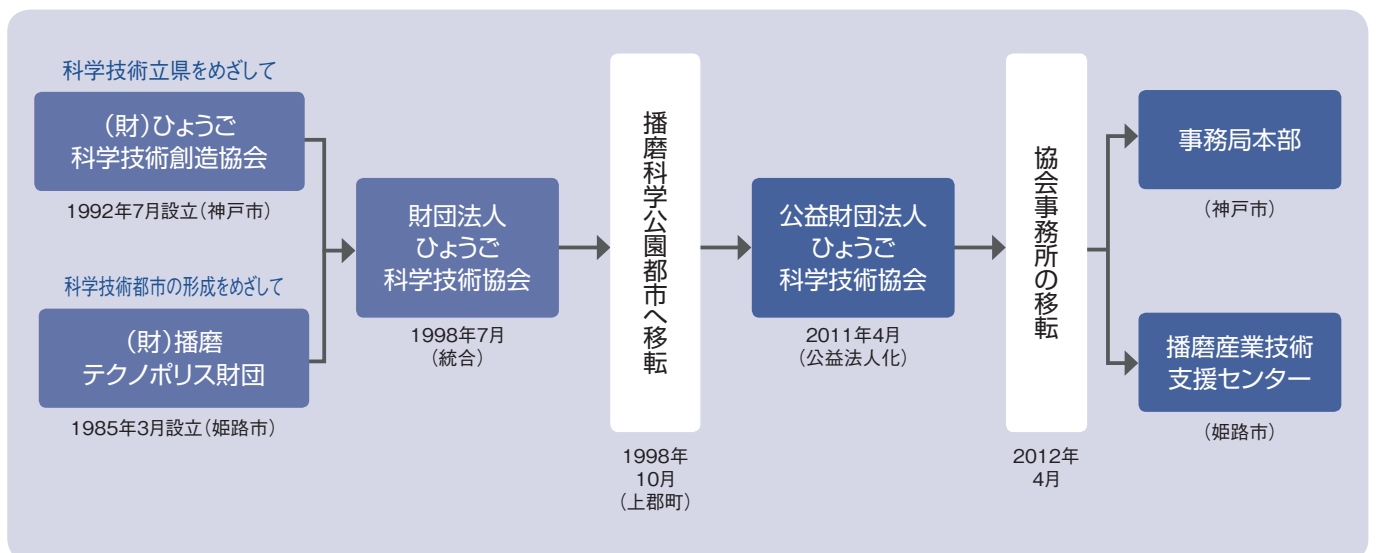 科学技術立県をめざして
(財)ひょうご
科学技術創造協会
1992年7月設立(神戸市)
科学技術都市の形成をめざして
(財)播磨
テクノポリス財団
1985年3月設立(姫路市)
財団法人
ひょうご
科学技術協会
1998年7月
(統合)
播磨科学公園都市へ移転
1998年
10月
(上郡町)
公益財団法人
ひょうご
科学技術協会
2011年4月
(公益法人化)
協会事務所の移転
2012年
4月
事務局本部
(神戸市)
播磨産業技術
支援センター
(姫路市)